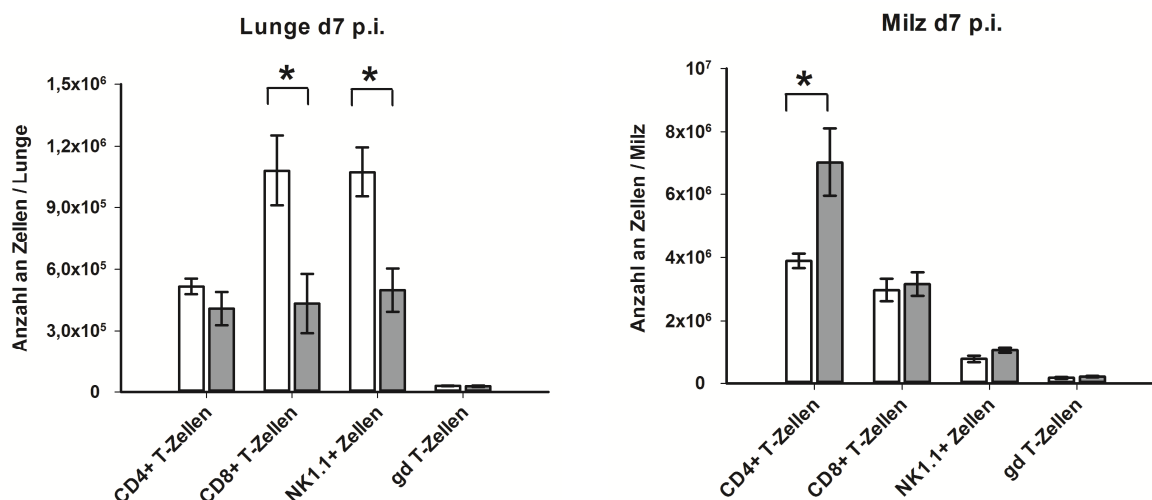 Lunge d7 p.i.
Anzahl an Zellen / Lunge
1,5x10⁶
1,2x10⁶
9,0x10⁵
6,0x10⁵
3,0x10⁵
0
*
*
CD4+ T-Zellen
CD8+ T-Zellen
NK1.1+ Zellen
gd T-Zellen
Milz d7 p.i.
Anzahl an Zellen / Milz
10⁷
8x10⁶
6x10⁶
4x10⁶
2x10⁶
0
*
CD4+ T-Zellen
CD8+ T-Zellen
NK1.1+ Zellen
gd T-Zellen